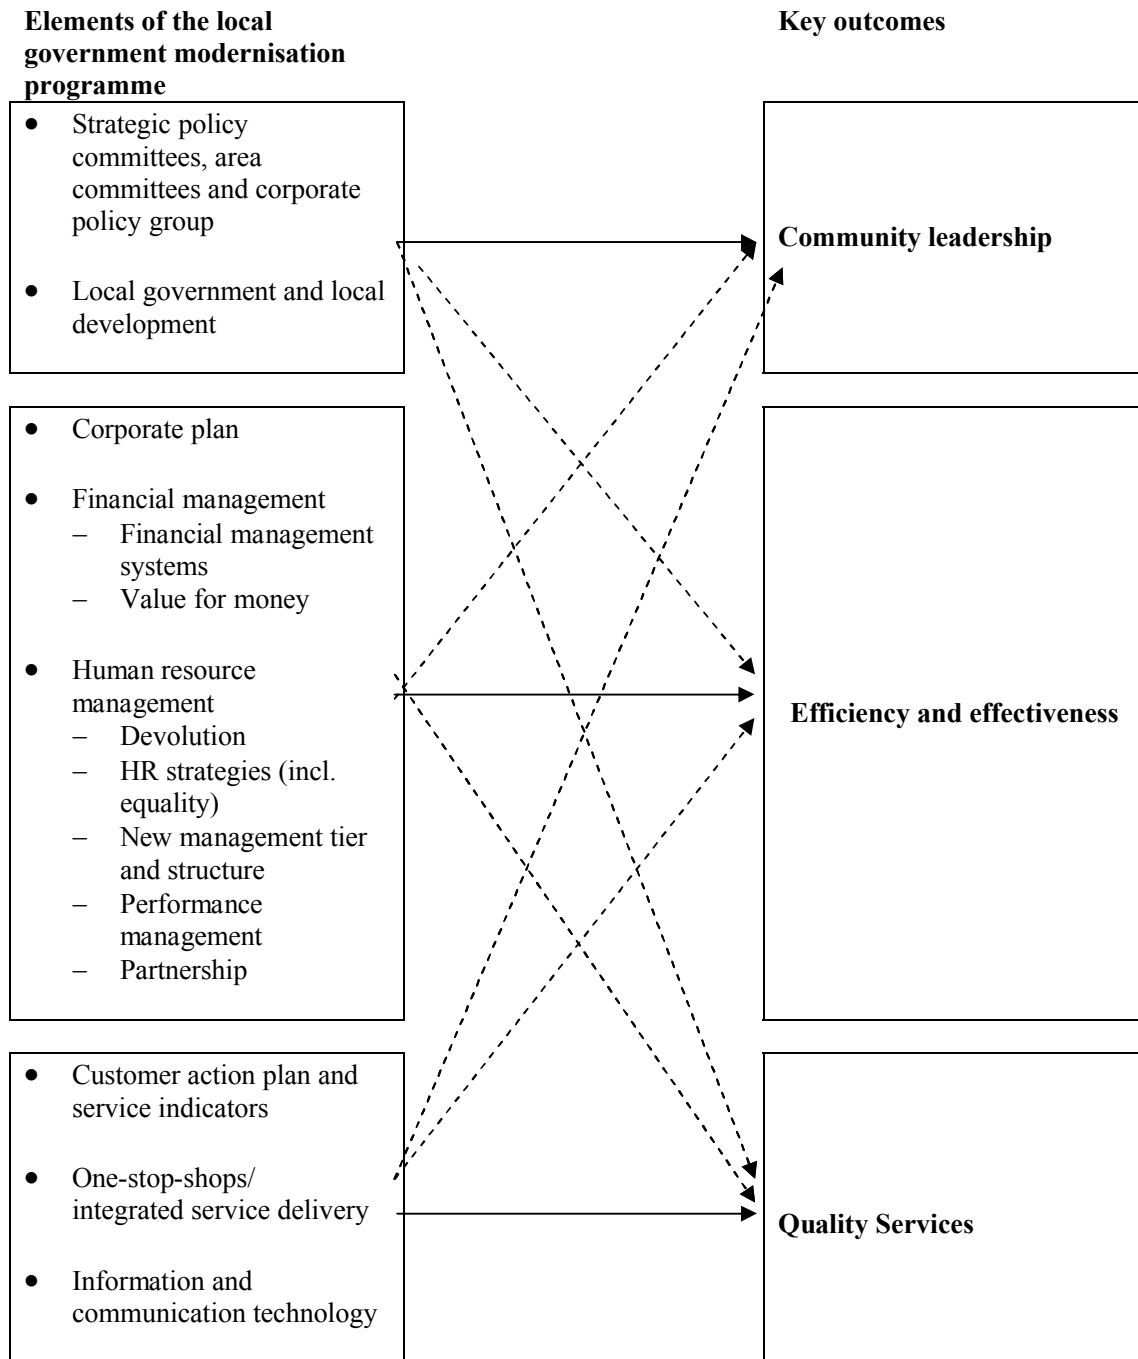 Elements of the local
government modernisation
programme
Key outcomes
• Strategic policy
committees, area
committees and corporate
policy group
• Local government and local
development
Community leadership
• Corporate plan
• Financial management
– Financial management
systems
– Value for money
• Human resource
management
– Devolution
– HR strategies (incl.
equality)
– New management tier
and structure
– Performance
management
– Partnership
Efficiency and effectiveness
• Customer action plan and
service indicators
• One-stop-shops/
integrated service delivery
• Information and
communication technology
Quality Services